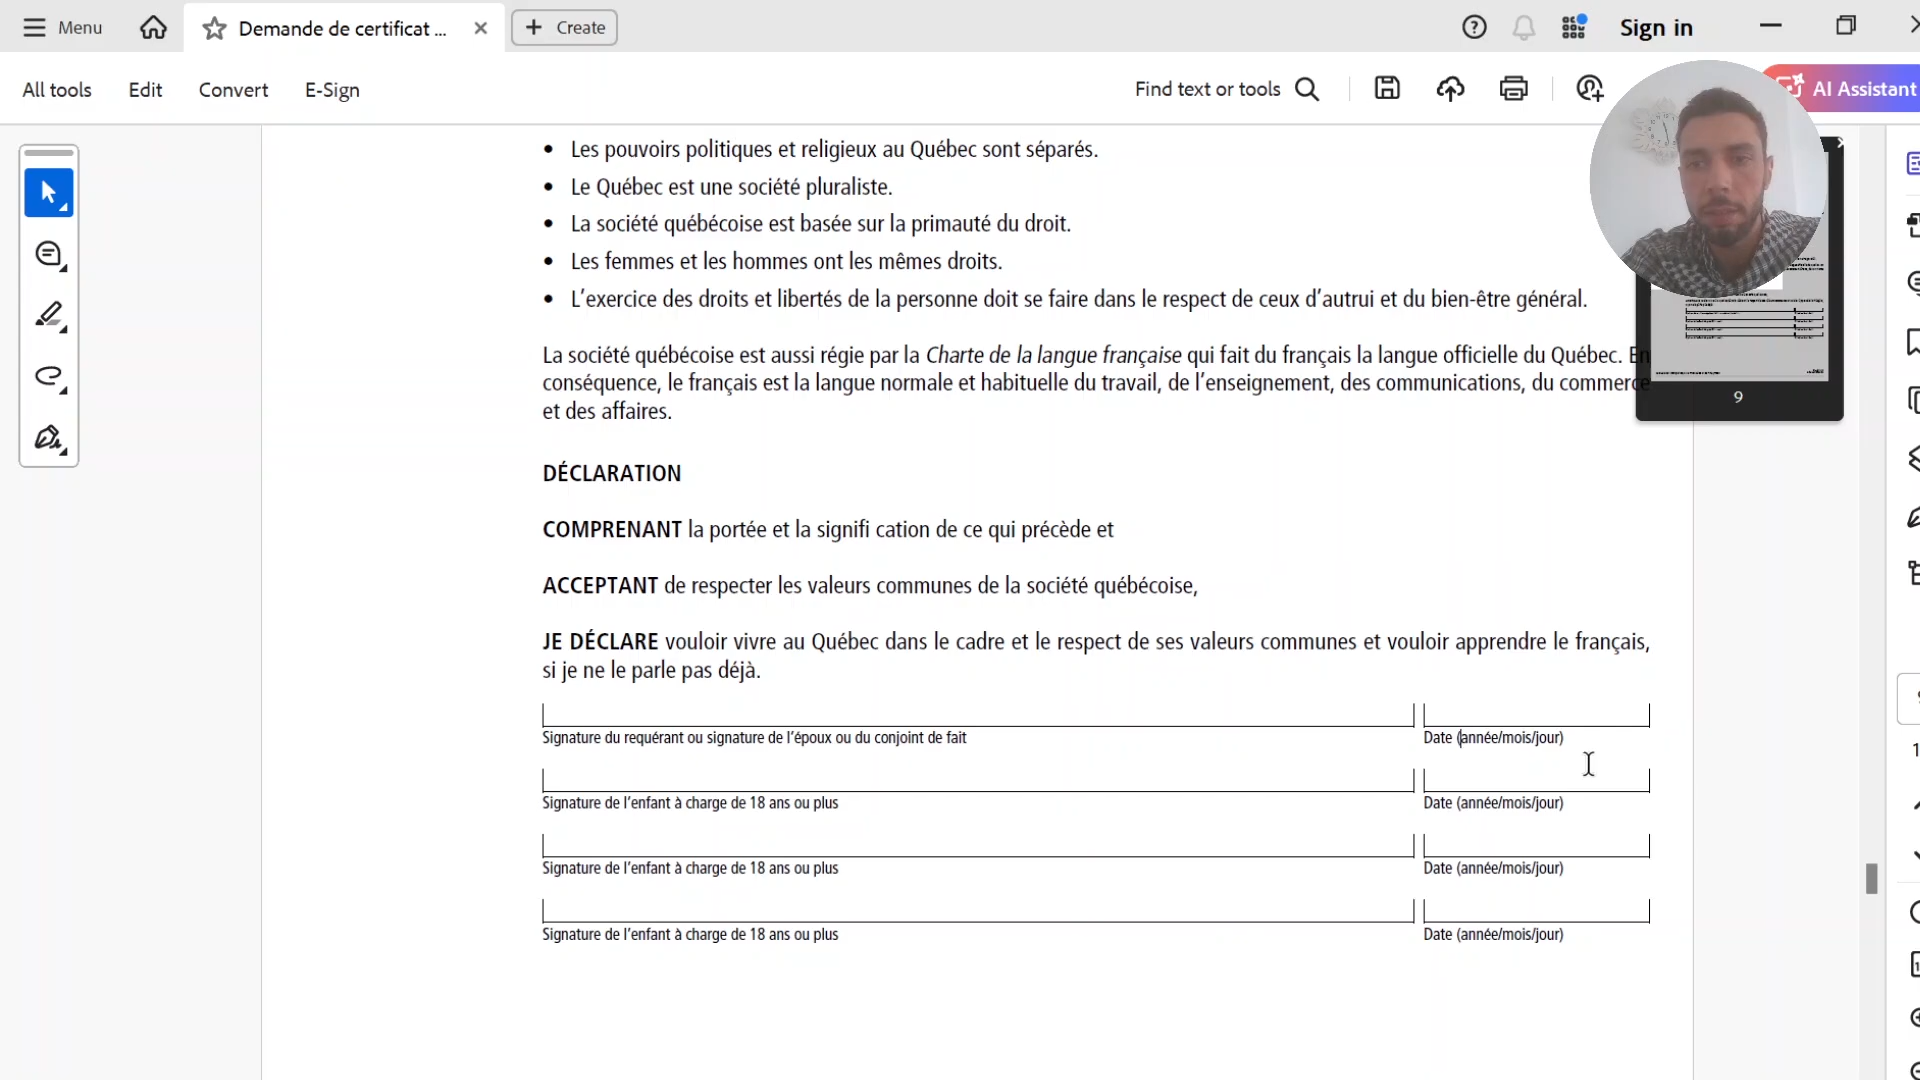 Menu
Demande de certificat ...
Create
Sign in
All tools
Edit
Convert
E-Sign
Find text or tools
AI Assistant
• Les pouvoirs politiques et religieux au Québec sont séparés.
• Le Québec est une société pluraliste.
• La société québécoise est basée sur la primauté du droit.
• Les femmes et les hommes ont les mêmes droits.
• L'exercice des droits et libertés de la personne doit se faire dans le respect de ceux d'autrui et du bien-être général.
La société québécoise est aussi régie par la Charte de la langue française qui fait du français la langue officielle du Québec. En
conséquence, le français est la langue normale et habituelle du travail, de l'enseignement, des communications, du commerce
et des affaires.
9
DÉCLARATION
COMPRENANT la portée et la signifi cation de ce qui précède et
ACCEPTANT de respecter les valeurs communes de la société québécoise,
JE DÉCLARE vouloir vivre au Québec dans le cadre et le respect de ses valeurs communes et vouloir apprendre le français,
si je ne le parle pas déjà.
Signature du requérant ou signature de l'époux ou du conjoint de fait
Date (année/mois/jour)
Signature de l'enfant à charge de 18 ans ou plus
Date (année/mois/jour)
Signature de l'enfant à charge de 18 ans ou plus
Date (année/mois/jour)
Signature de l'enfant à charge de 18 ans ou plus
Date (année/mois/jour)